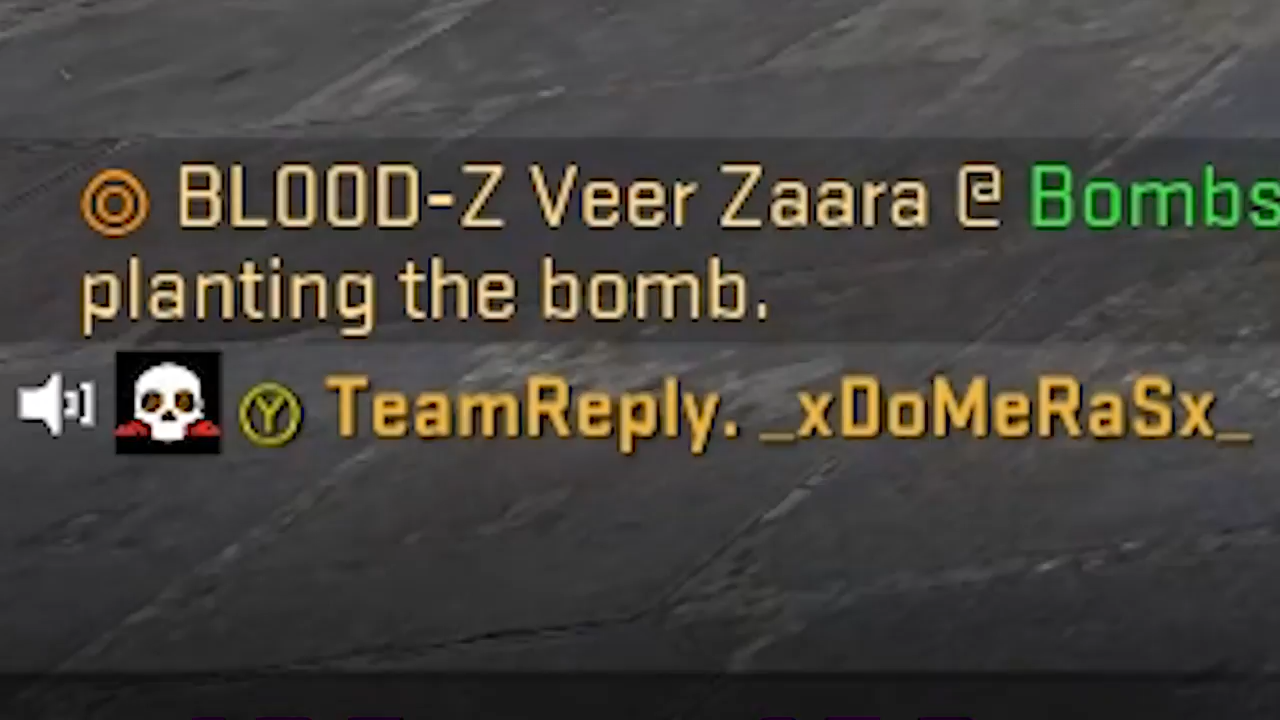 BLOOD-Z Veer Zaara @ Bombs
planting the bomb.
Y TeamReply. _xDoMeRaSx_